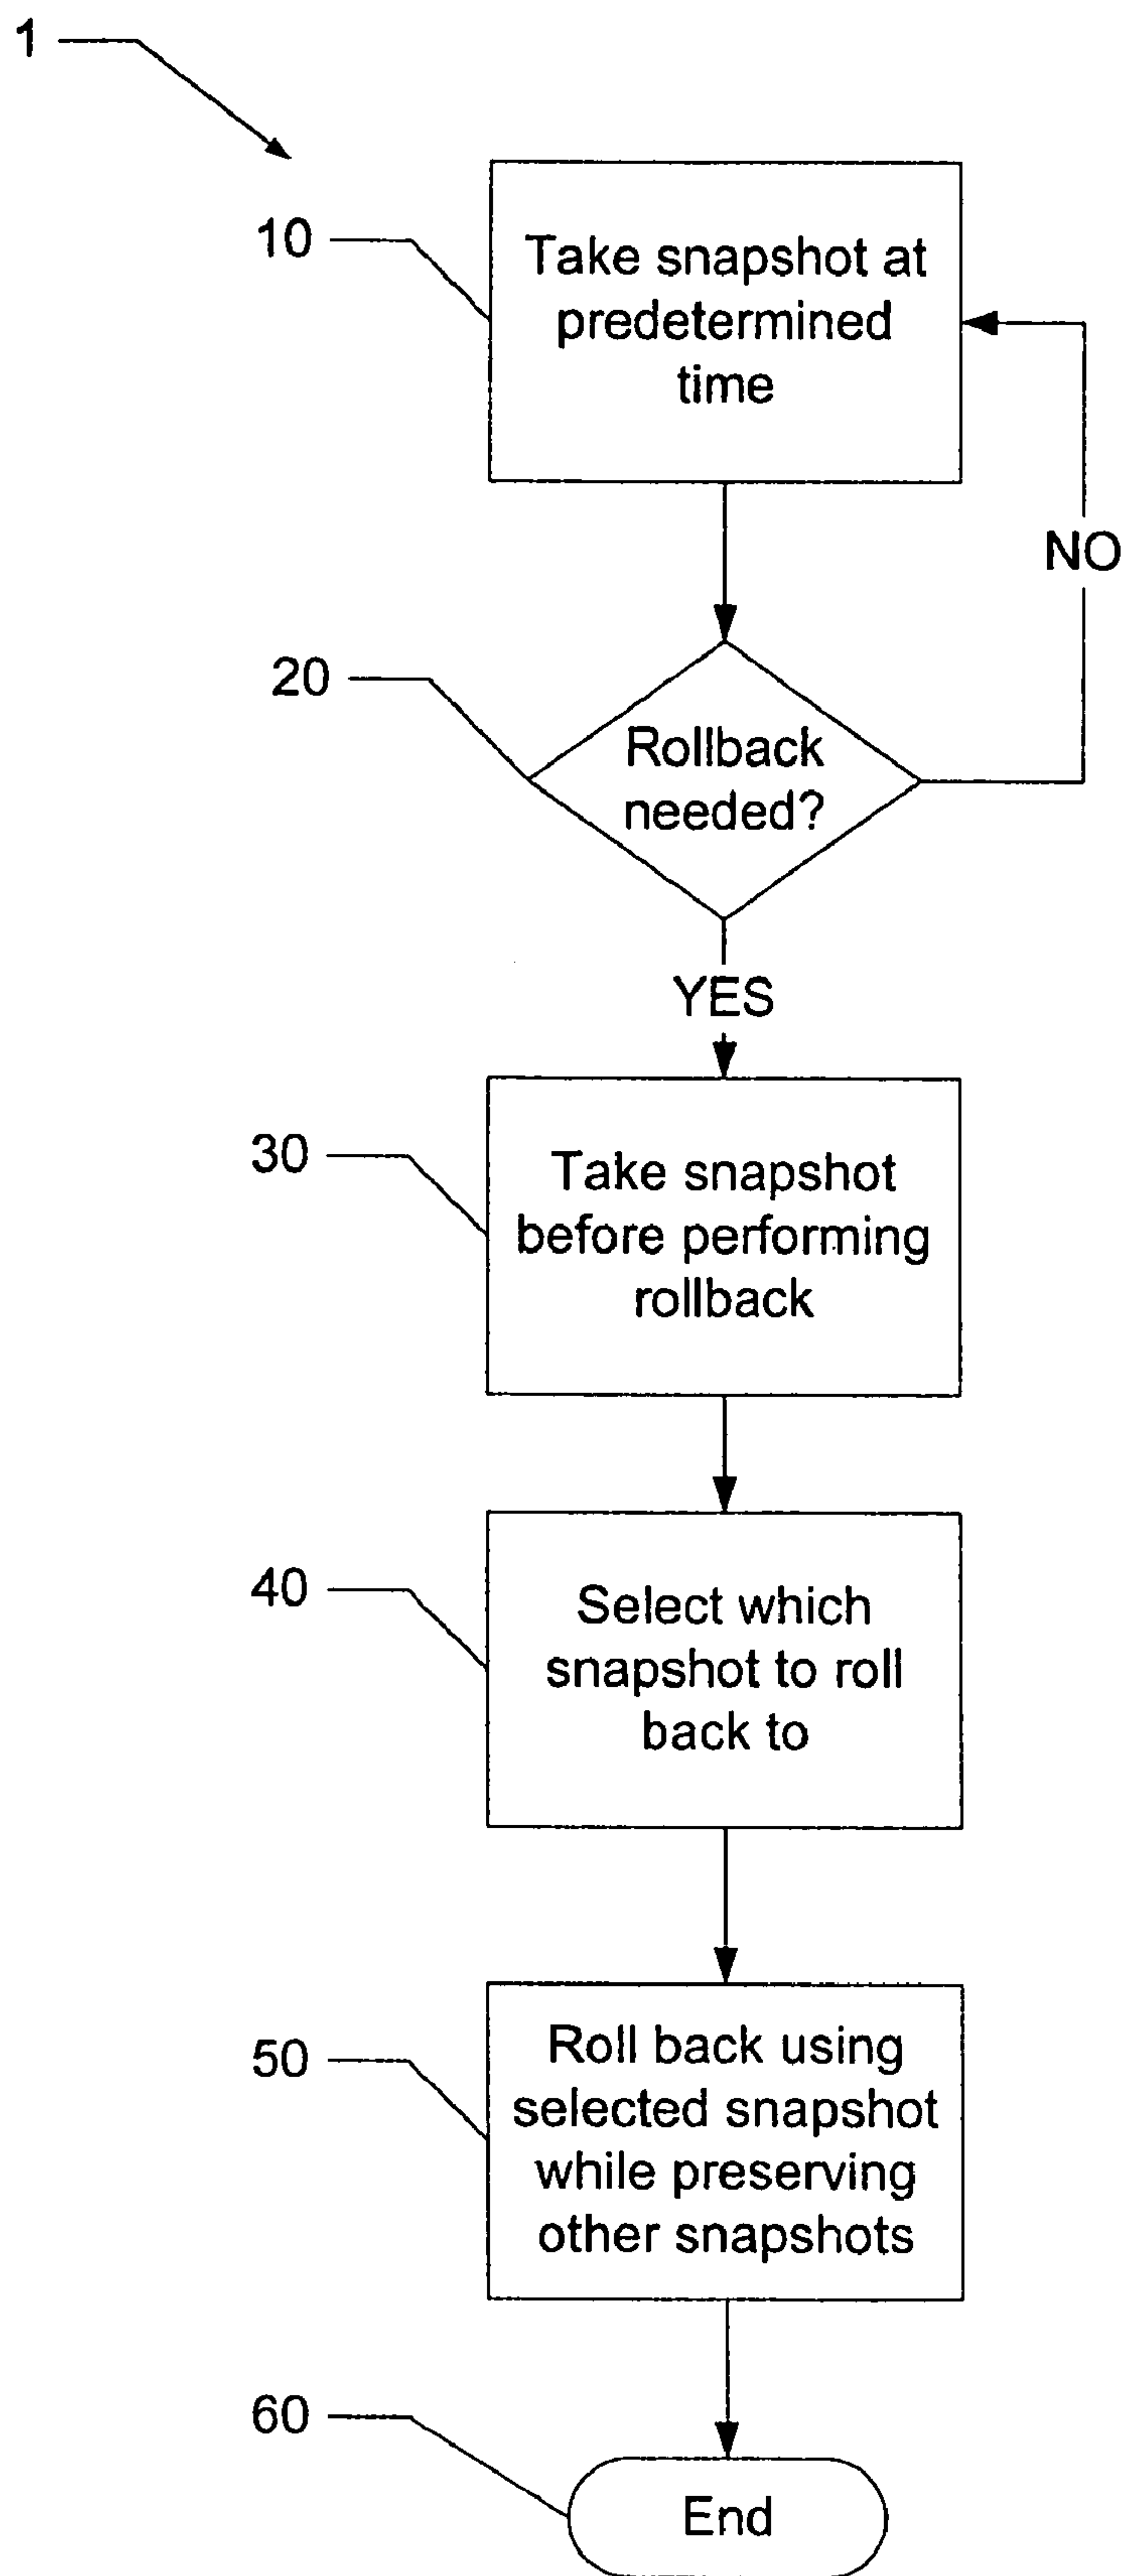 1
10
Take snapshot at
predetermined
time
NO
20
Rollback
needed?
YES
30
Take snapshot
before performing
rollback
40
Select which
snapshot to roll
back to
50
Roll back using
selected snapshot
while preserving
other snapshots
60
End